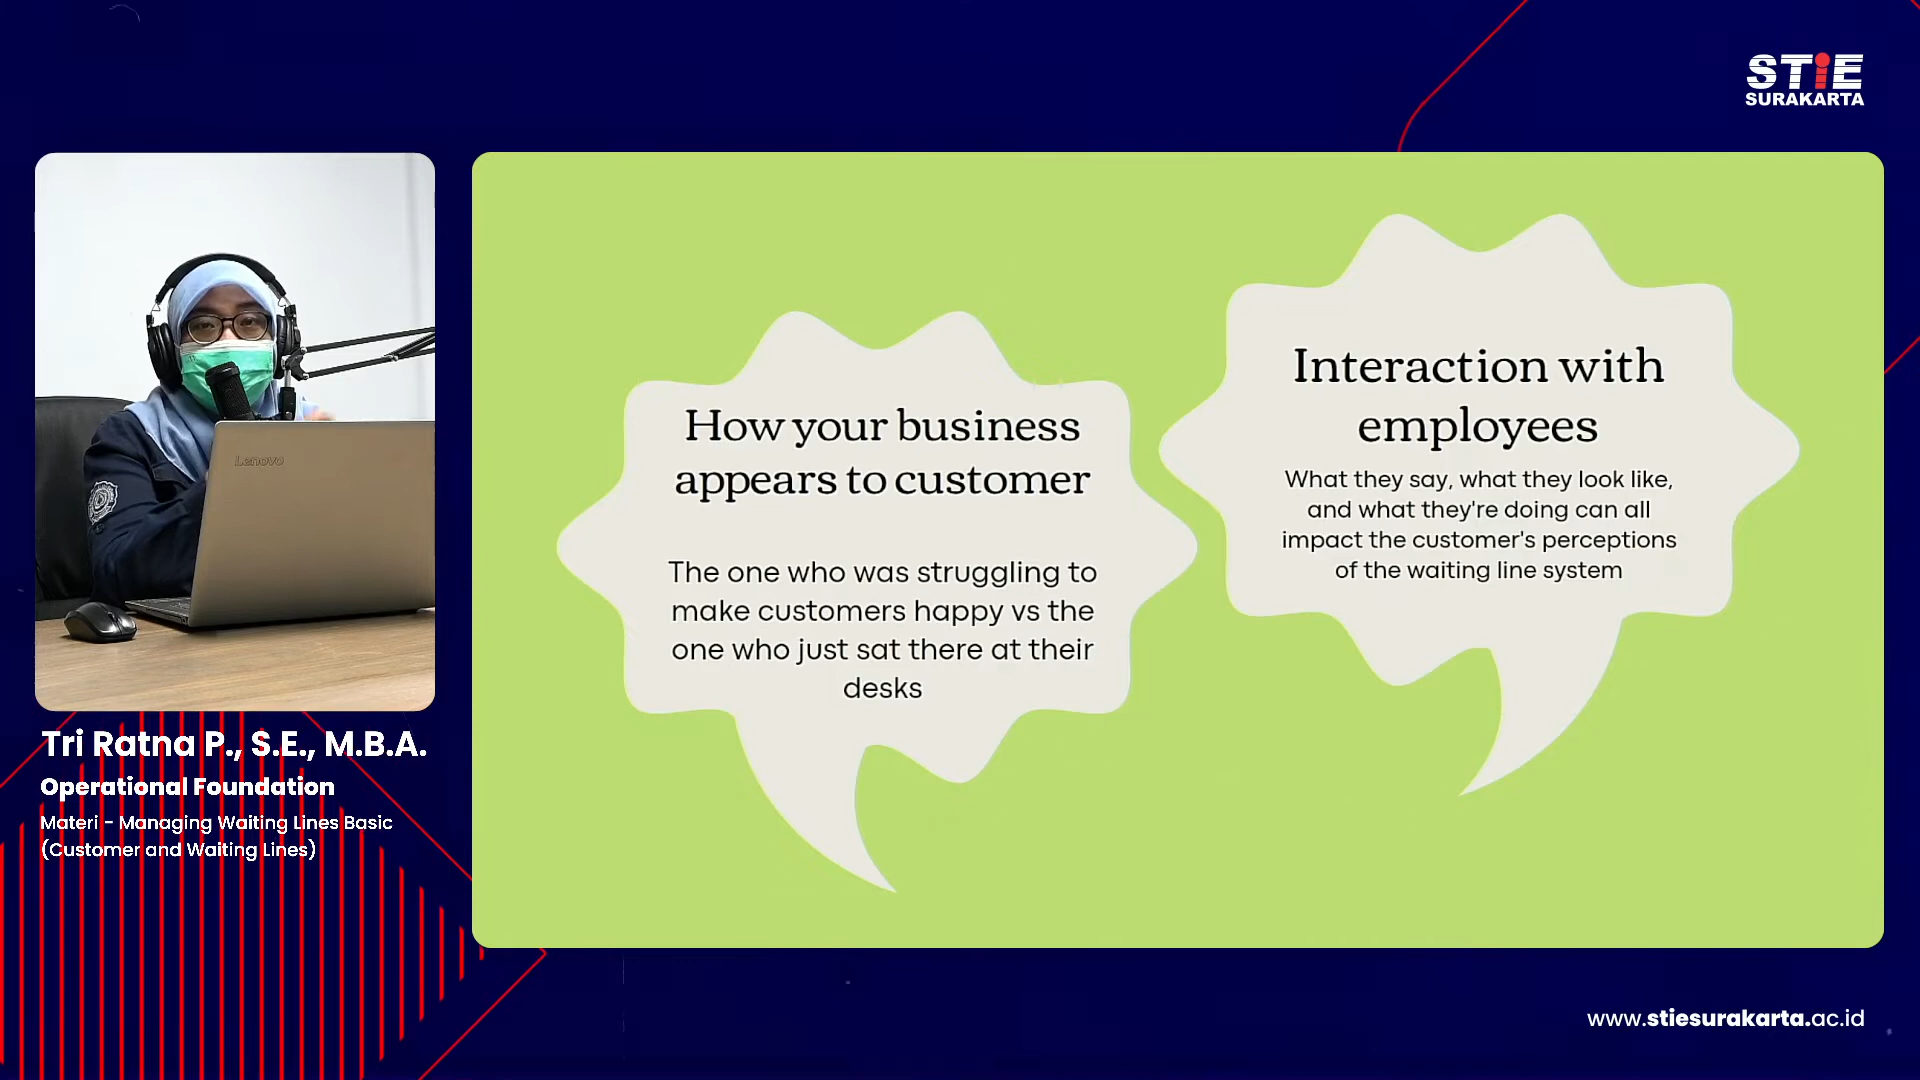 STiE
SURAKARTA
Lenovo
Tri Ratna P., S.E., M.B.A.
Operational Foundation
Materi - Managing Waiting Lines Basic
(Customer and Waiting Lines)
How your business
appears to customer
The one who was struggling to
make customers happy vs the
one who just sat there at their
desks
Interaction with
employees
What they say, what they look like,
and what they're doing can all
impact the customer's perceptions
of the waiting line system
www.stiesurakarta.ac.id